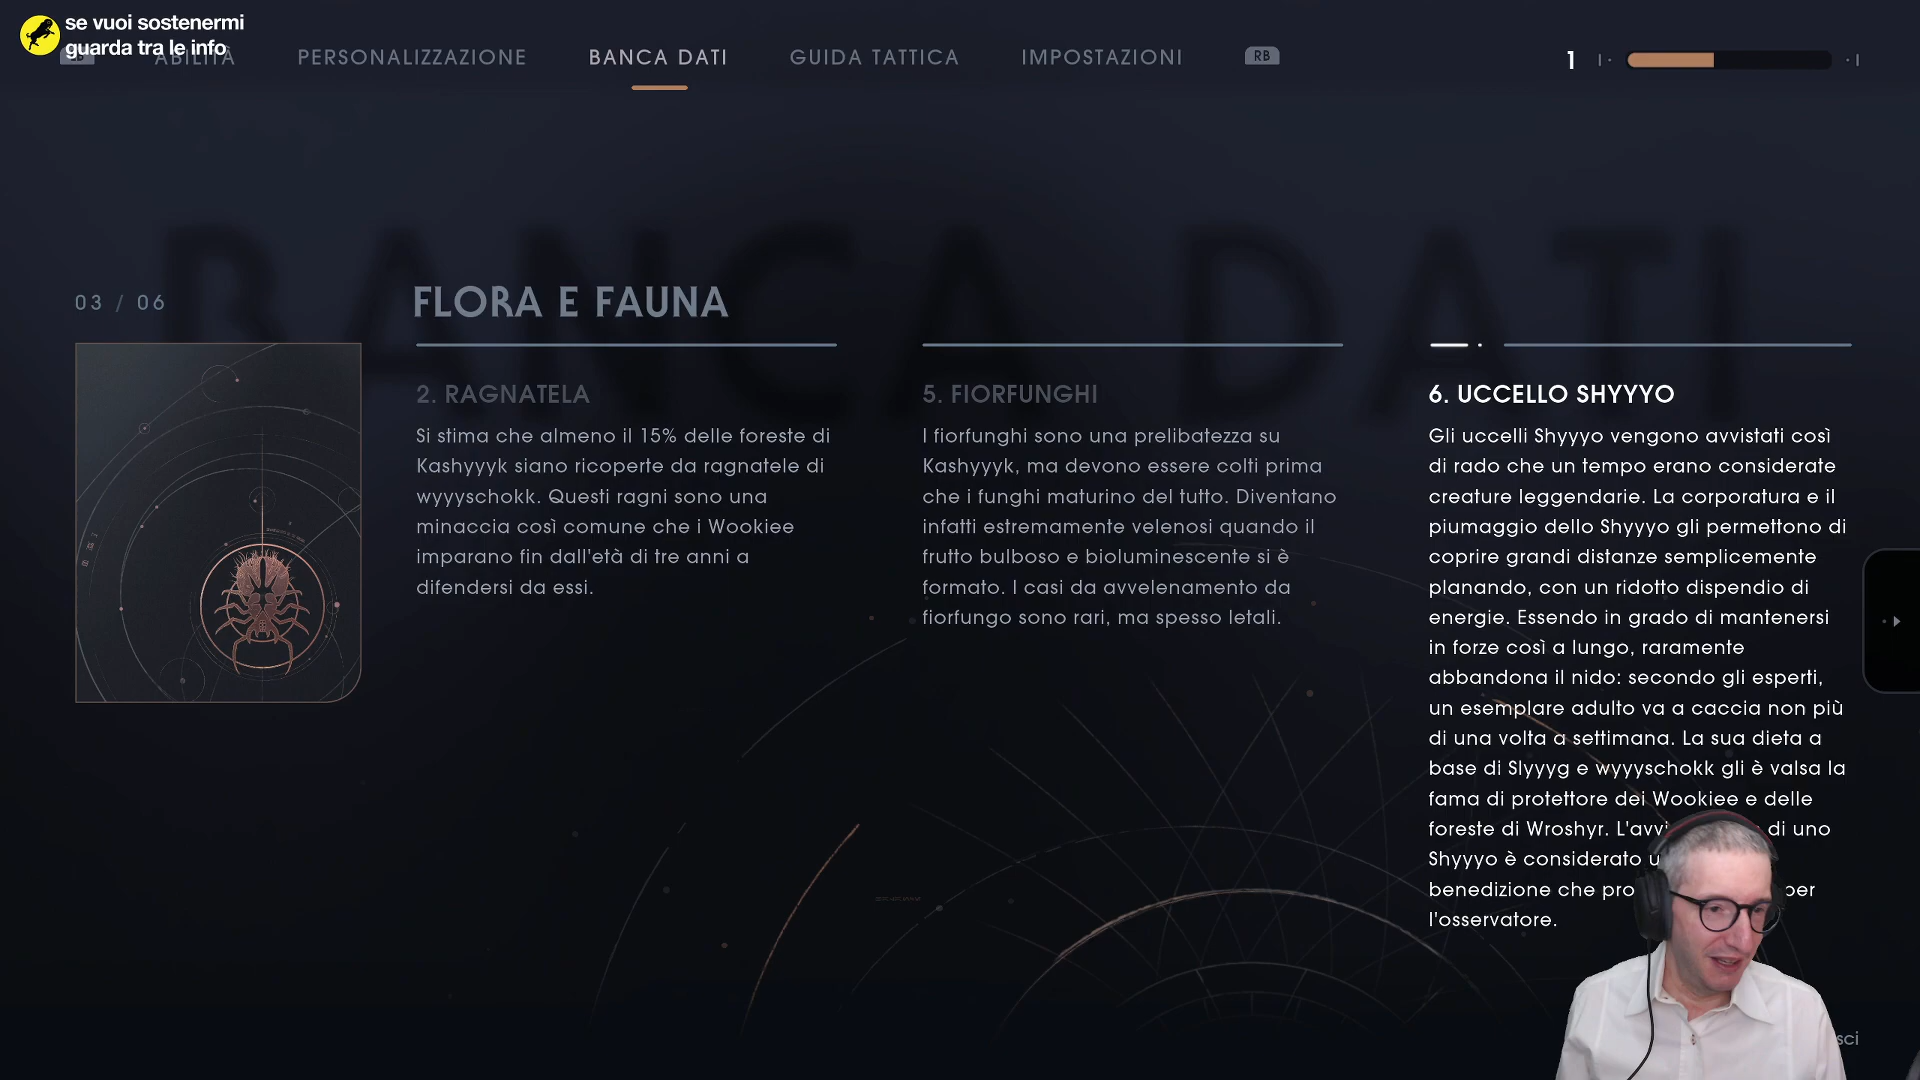 se vuoi sostenermi
guarda tra le info
ABILITÀ
PERSONALIZZAZIONE
BANCA DATI
GUIDA TATTICA
IMPOSTAZIONI
RB
1
BANCA DATI
03 / 06
FLORA E FAUNA
2. RAGNATELA
Si stima che almeno il 15% delle foreste di
Kashyyyk siano ricoperte da ragnatele di
wyyyschokk. Questi ragni sono una
minaccia così comune che i Wookiee
imparano fin dall'età di tre anni a
difendersi da essi.
5. FIORFUNGHI
I fiorfunghi sono una prelibatezza su
Kashyyyk, ma devono essere colti prima
che i funghi maturino del tutto. Diventano
infatti estremamente velenosi quando il
frutto bulboso e bioluminescente si è
formato. I casi da avvelenamento da
fiorfungo sono rari, ma spesso letali.
6. UCCELLO SHYYYO
Gli uccelli Shyyyo vengono avvistati così
di rado che un tempo erano considerate
creature leggendarie. La corporatura e il
piumaggio dello Shyyyo gli permettono di
coprire grandi distanze semplicemente
planando, con un ridotto dispendio di
energie. Essendo in grado di mantenersi
in forze così a lungo, raramente
abbandona il nido: secondo gli esperti,
un esemplare adulto va a caccia non più
di una volta a settimana. La sua dieta a
base di Slyyyg e wyyyschokk gli è valsa la
fama di protettore dei Wookiee e delle
foreste di Wroshyr. L'avvi di uno
Shyyyo è considerato u
benedizione che pro per
l'osservatore.
sci